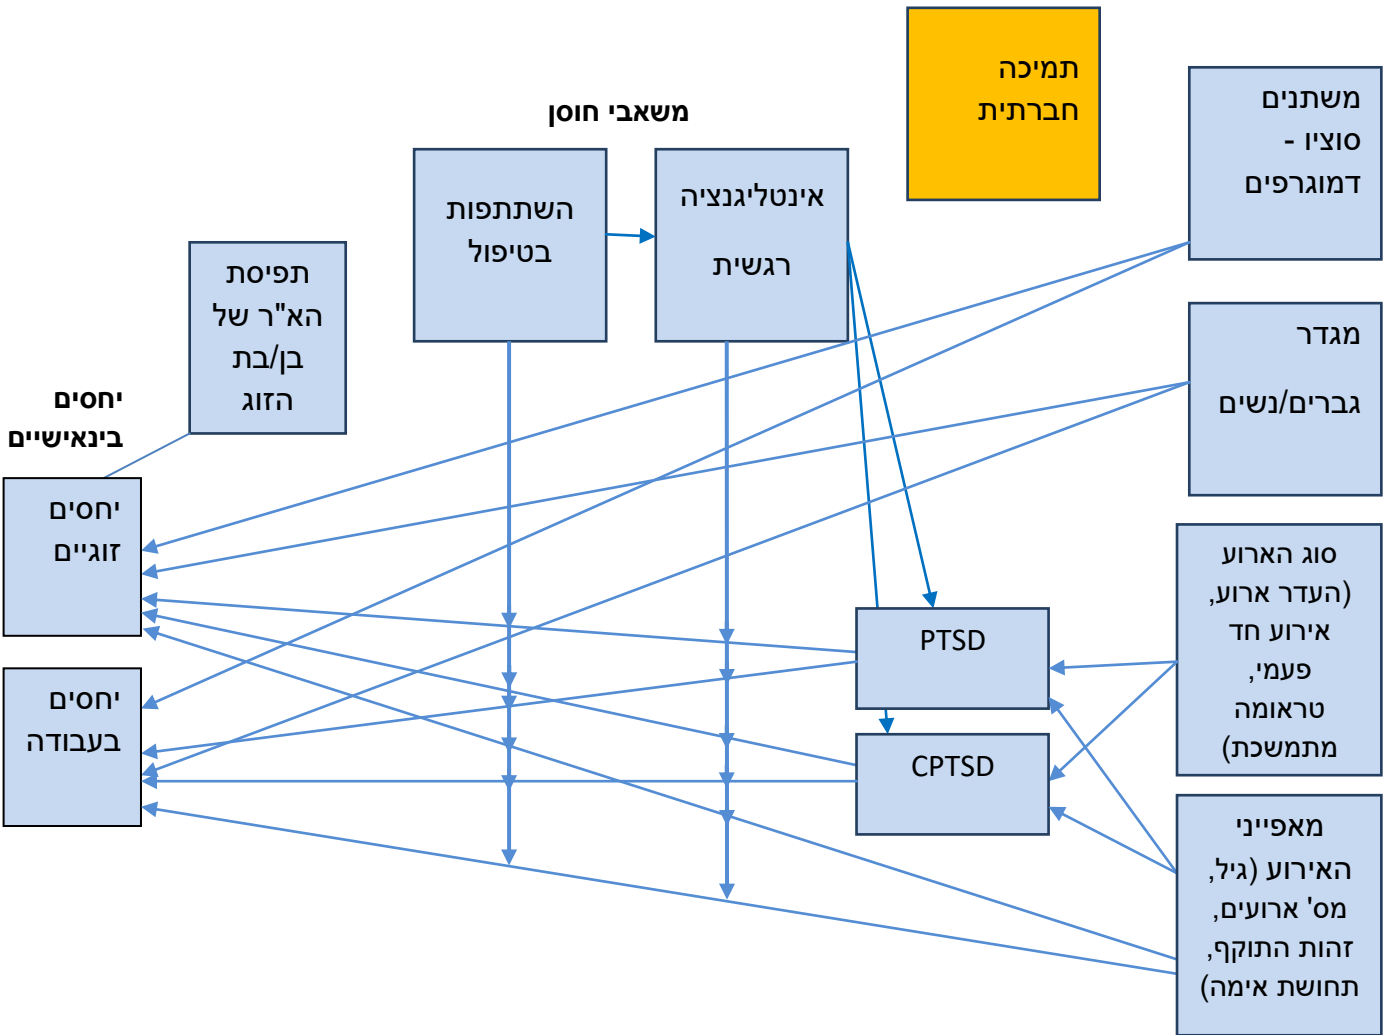 תמיכה
חברתית
משתנים
סוציו -
דמוגרפים
משאבי חוסן
אינטליגנציה
רגשית
השתתפות
בטיפול
תפיסת
הא"ר של
בן/בת
הזוג
מגדר
גברים/נשים
יחסים
בינאישיים
יחסים
זוגיים
יחסים
בעבודה
סוג הארוע
(העדר ארוע,
אירוע חד
פעמי,
טראומה
מתמשכת)
PTSD
CPTSD
מאפייני
האירוע (גיל,
מס' ארועים,
זהות התוקף,
תחושת אימה)